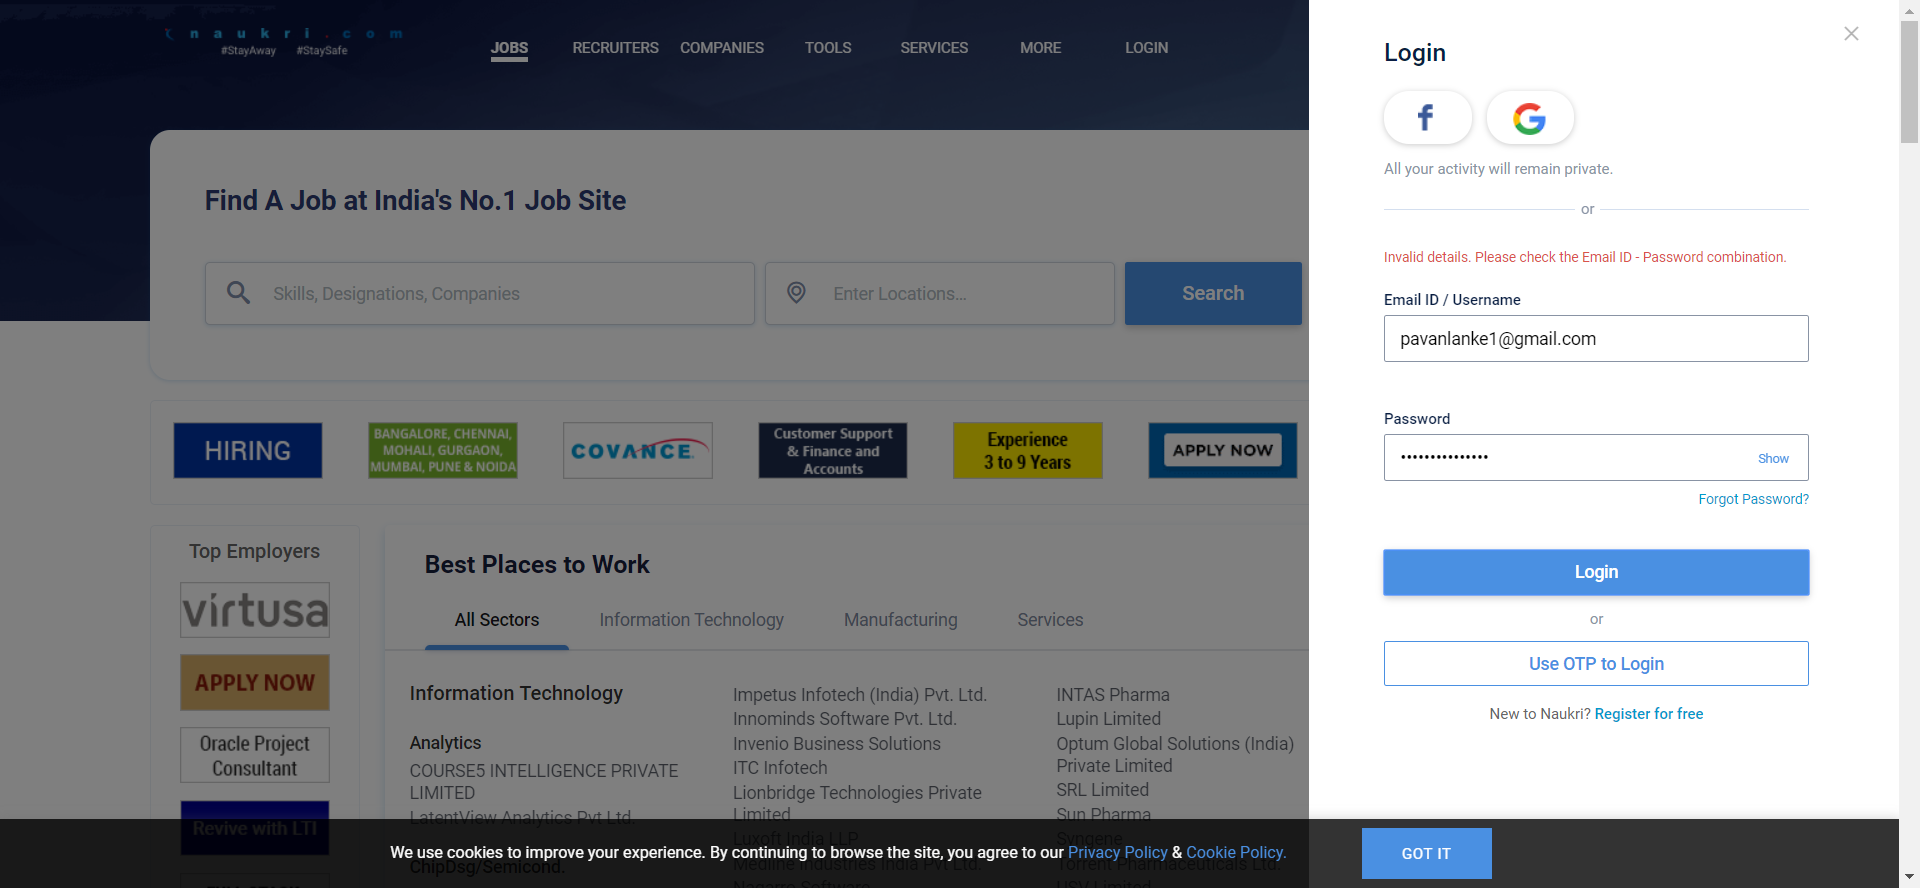 naukri.com
#StayAway #StaySafe
JOBS RECRUITERS COMPANIES TOOLS SERVICES MORE LOGIN
Find A Job at India's No.1 Job Site
Skills, Designations, Companies
Enter Locations...
Search
HIRING
BANGALORE, CHENNAI,
MOHALI, GURGAON,
MUMBAI, PUNE & NOIDA
COVANCE
Customer Support
& Finance and
Accounts
Experience
3 to 9 Years
APPLY NOW
Top Employers
virtusa
APPLY NOW
Oracle Project
Consultant
Revive with LTI
Best Places to Work
All Sectors Information Technology Manufacturing Services
Information Technology
Analytics
COURSE5 INTELLIGENCE PRIVATE
LIMITED
LatentView Analytics Pvt Ltd.
ChipDsg/Semicond.
Impetus Infotech (India) Pvt. Ltd.
Innominds Software Pvt. Ltd.
Invenio Business Solutions
ITC Infotech
Lionbridge Technologies Private
Limited
Luxoft India LLP
Medline Industries India Pvt. Ltd.
Nagarro Software
INTAS Pharma
Lupin Limited
Optum Global Solutions (India)
Private Limited
SRL Limited
Sun Pharma
Syngene
Torrent Pharmaceuticals Ltd.
USV Limited
Login
All your activity will remain private.
or
Invalid details. Please check the Email ID - Password combination.
Email ID / Username
pavanlanke1@gmail.com
Password
•••••••••••••••
Show
Forgot Password?
Login
or
Use OTP to Login
New to Naukri? Register for free
We use cookies to improve your experience. By continuing to browse the site, you agree to our Privacy Policy & Cookie Policy.
GOT IT